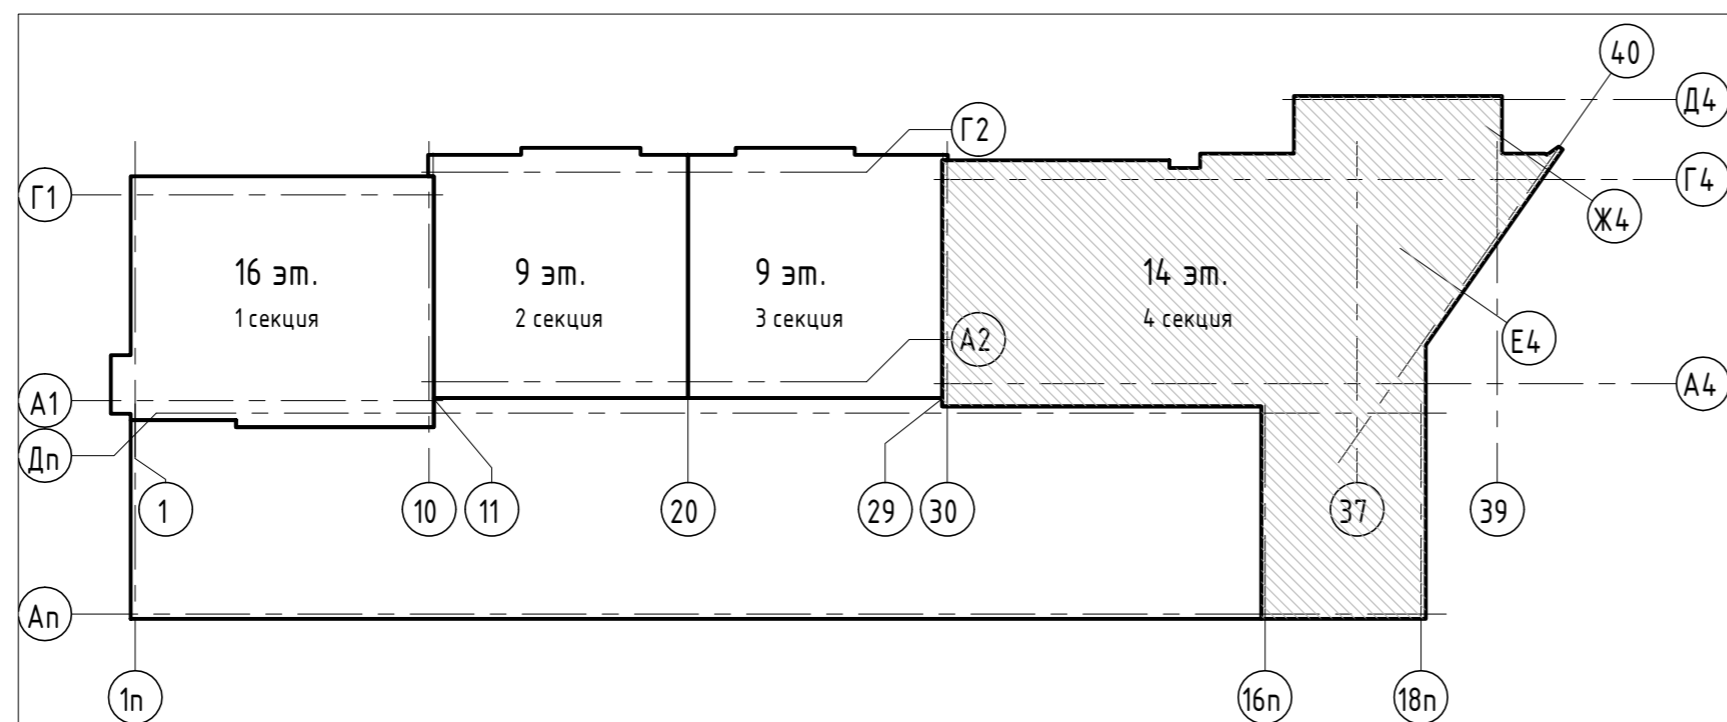 40
Д4
Г2
Г4
Г1
Ж4
16 эт.
9 эт.
9 эт.
14 эт.
1 секция
2 секция
3 секция
4 секция
А2
Е4
А1
А4
Дп
1
10
11
20
29
30
37
39
Ап
1п
16п
18п